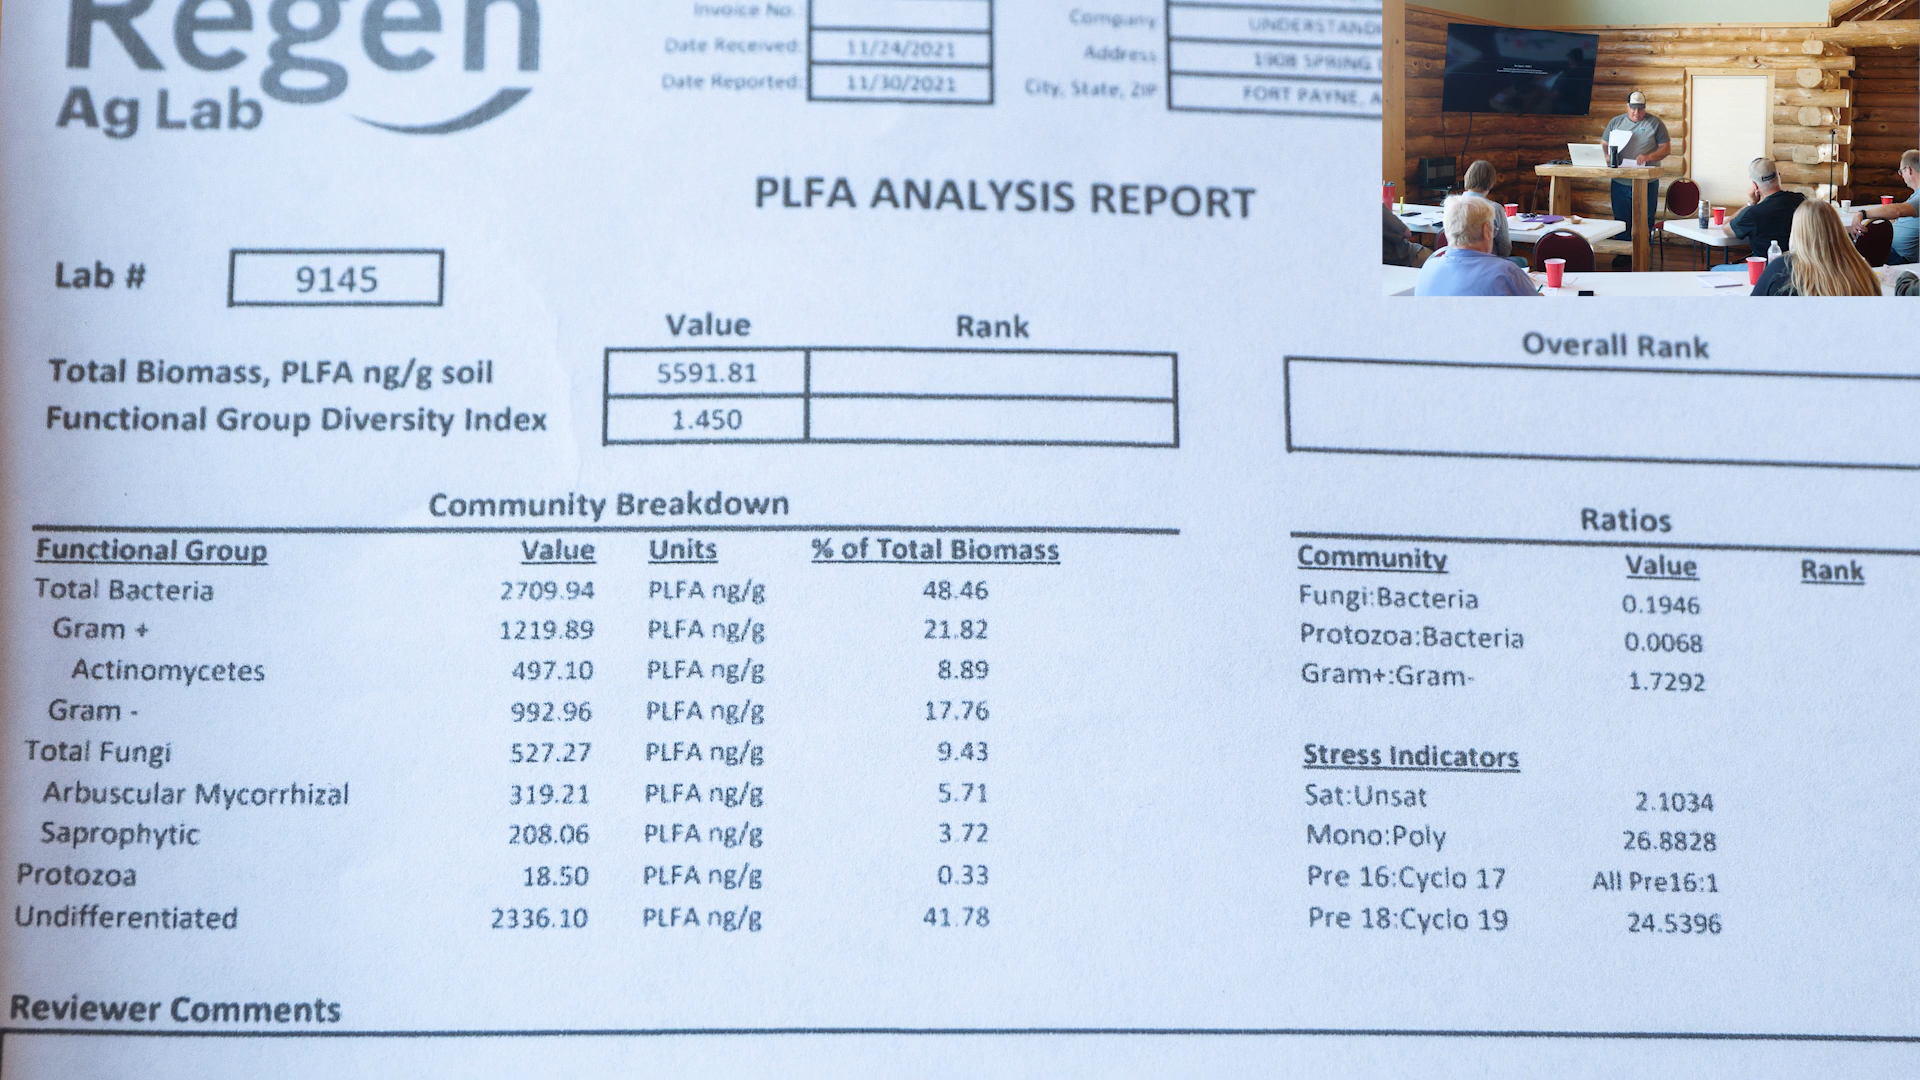 Regen
Ag Lab
Invoice No.
Date Received: 11/24/2021
Date Reported: 11/30/2021
Company UNDERSTANDI
Address 1908 SPRING
City, State, ZIP FORT PAYNE, A
PLFA ANALYSIS REPORT
Lab # 9145
Value Rank
Overall Rank
Total Biomass, PLFA ng/g soil 5591.81
Functional Group Diversity Index 1.450
Community Breakdown
Functional Group Value Units % of Total Biomass
Total Bacteria 2709.94 PLFA ng/g 48.46
Gram + 1219.89 PLFA ng/g 21.82
Actinomycetes 497.10 PLFA ng/g 8.89
Gram - 992.96 PLFA ng/g 17.76
Total Fungi 527.27 PLFA ng/g 9.43
Arbuscular Mycorrhizal 319.21 PLFA ng/g 5.71
Saprophytic 208.06 PLFA ng/g 3.72
Protozoa 18.50 PLFA ng/g 0.33
Undifferentiated 2336.10 PLFA ng/g 41.78
Ratios
Community Value Rank
Fungi:Bacteria 0.1946
Protozoa:Bacteria 0.0068
Gram+:Gram- 1.7292
Stress Indicators
Sat:Unsat 2.1034
Mono:Poly 26.8828
Pre 16:Cyclo 17 All Pre16:1
Pre 18:Cyclo 19 24.5396
Reviewer Comments